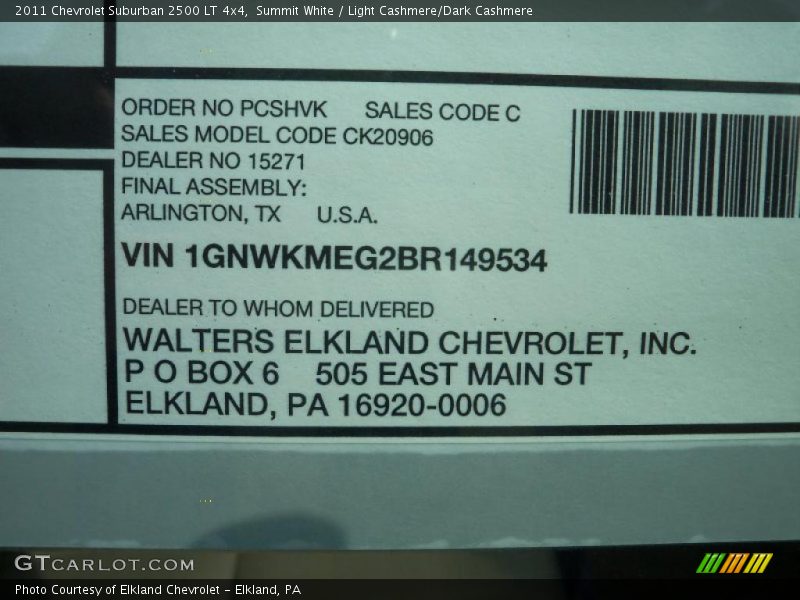 2011 Chevrolet Suburban 2500 LT 4x4,  Summit White / Light Cashmere/Dark Cashmere
ORDER NO PCSHVK SALES CODE C
SALES MODEL CODE CK20906
DEALER NO 15271
FINAL ASSEMBLY:
ARLINGTON, TX U.S.A.
VIN 1GNWKMEG2BR149534
DEALER TO WHOM DELIVERED
WALTERS ELKLAND CHEVROLET, INC.
P O BOX 6 505 EAST MAIN ST
ELKLAND, PA 16920-0006
GTCARLOT.COM
Photo Courtesy of Elkland Chevrolet – Elkland, PA